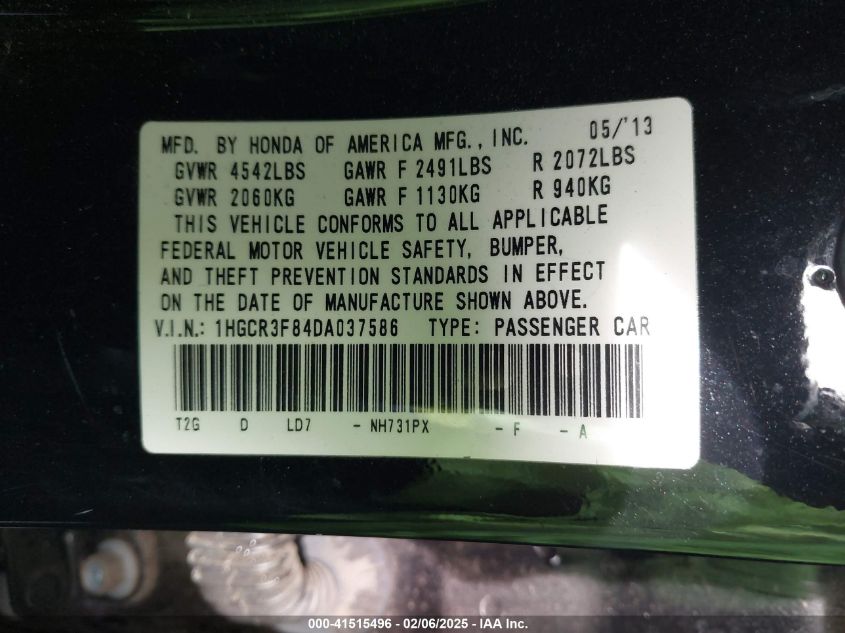 MFD. BY HONDA OF AMERICA MFG., INC. 05/'13
GVWR 4542LBS GAWR F 2491LBS R 2072LBS
GVWR 2060KG GAWR F 1130KG R 940KG
THIS VEHICLE CONFORMS TO ALL APPLICABLE
FEDERAL MOTOR VEHICLE SAFETY, BUMPER,
AND THEFT PREVENTION STANDARDS IN EFFECT
ON THE DATE OF MANUFACTURE SHOWN ABOVE.
V.I.N.: 1HGCR3F84DA037586 TYPE: PASSENGER CAR
T2G D LD7 - NH731PX - F - A
000-41515496 - 02/06/2025 - IAA Inc.